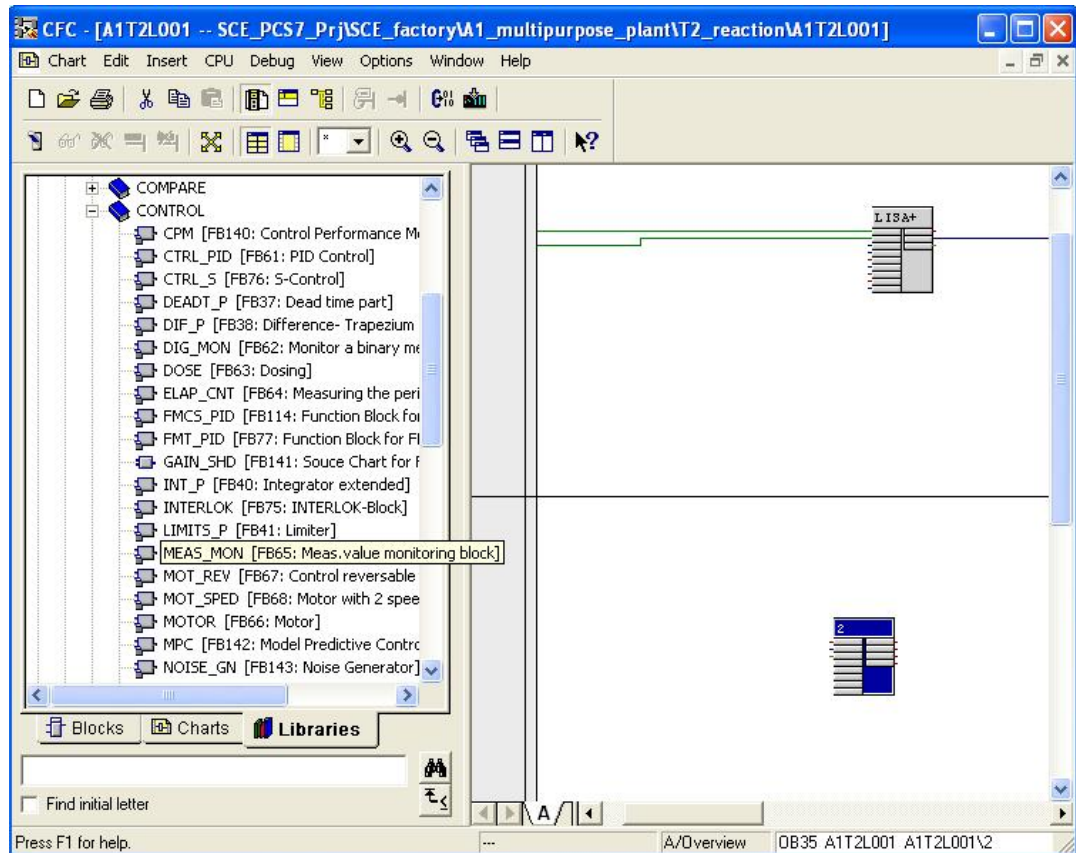 CFC - [A1T2L001 -- SCE_PCS7_Prj\SCE_factory\A1_multipurpose_plant\T2_reaction\A1T2L001]
Chart Edit Insert CPU Debug View Options Window Help
COMPARE
CONTROL
CPM [FB140: Control Performance M
CTRL_PID [FB61: PID Control]
CTRL_S [FB76: S-Control]
DEADT_P [FB37: Dead time part]
DIF_P [FB38: Difference- Trapezium
DIG_MON [FB62: Monitor a binary me
DOSE [FB63: Dosing]
ELAP_CNT [FB64: Measuring the peri
FMCS_PID [FB114: Function Block for
FMT_PID [FB77: Function Block for
GAIN_SHD [FB141: Souce Chart for
INT_P [FB40: Integrator extended]
INTERLOK [FB75: INTERLOK-Block]
LIMITS_P [FB41: Limiter]
MEAS_MON [FB65: Meas.value monitoring block]
MOT_REV [FB67: Control reversable
MOT_SPED [FB68: Motor with 2 spee
MOTOR [FB66: Motor]
MPC [FB142: Model Predictive Contro
NOISE_GN [FB143: Noise Generator]
Blocks Charts Libraries
Find initial letter
LISA+
2
A
Press F1 for help. --- A/Overview OB35 A1T2L001 A1T2L001\2